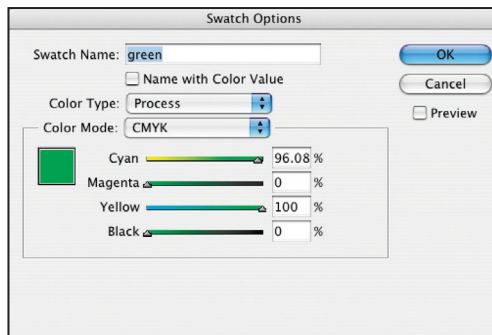 Swatch Options
Swatch Name: green
OK
Name with Color Value
Cancel
Color Type: Process
Preview
Color Mode: CMYK
Cyan 96.08 %
Magenta 0 %
Yellow 100 %
Black 0 %